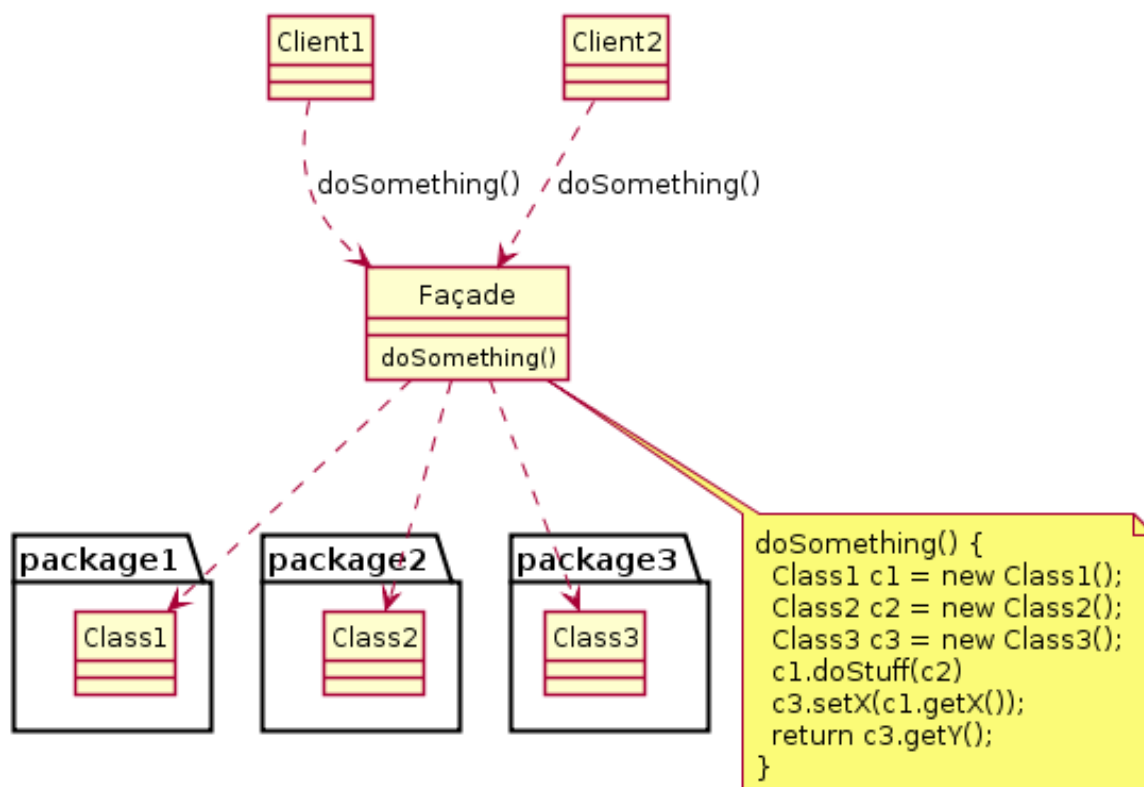 Client1
Client2
doSomething()
doSomething()
Façade
doSomething()
package1
package2
package3
Class1
Class2
Class3
doSomething() {
  Class1 c1 = new Class1();
  Class2 c2 = new Class2();
  Class3 c3 = new Class3();
  c1.doStuff(c2)
  c3.setX(c1.getX());
  return c3.getY();
}